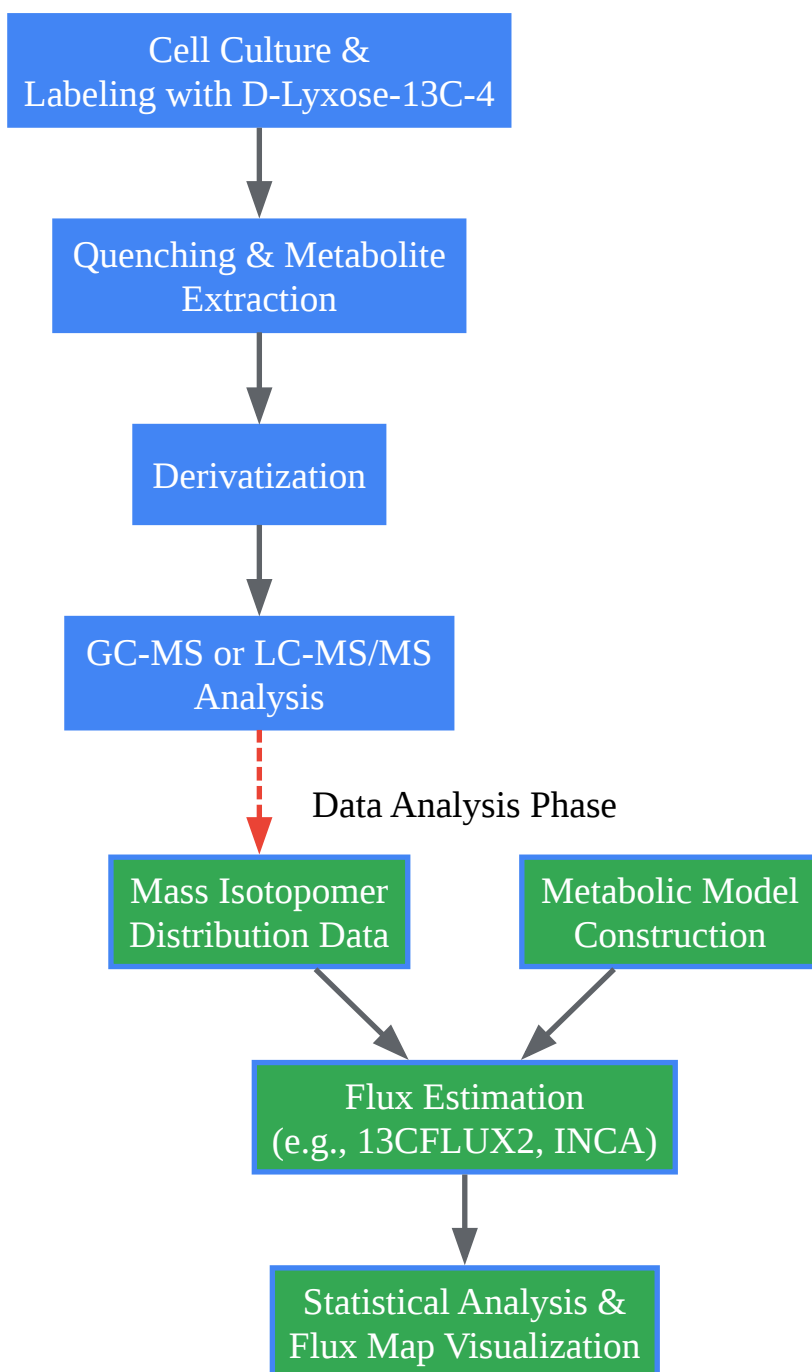 Cell Culture &
Labeling with D-Lyxose-13C-4
Quenching & Metabolite
Extraction
Derivatization
GC-MS or LC-MS/MS
Analysis
Data Analysis Phase
Mass Isotopomer
Distribution Data
Metabolic Model
Construction
Flux Estimation
(e.g., 13CFLUX2, INCA)
Statistical Analysis &
Flux Map Visualization